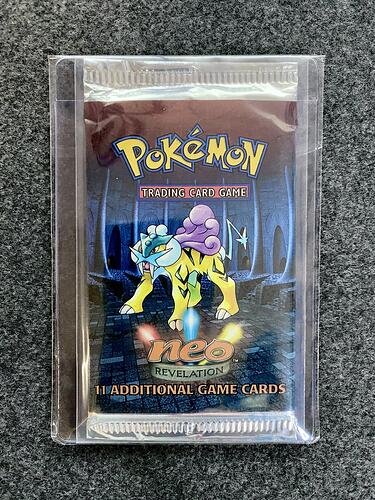 POKéMON
TRADING CARD GAME
neo
REVELATION
11 ADDITIONAL GAME CARDS